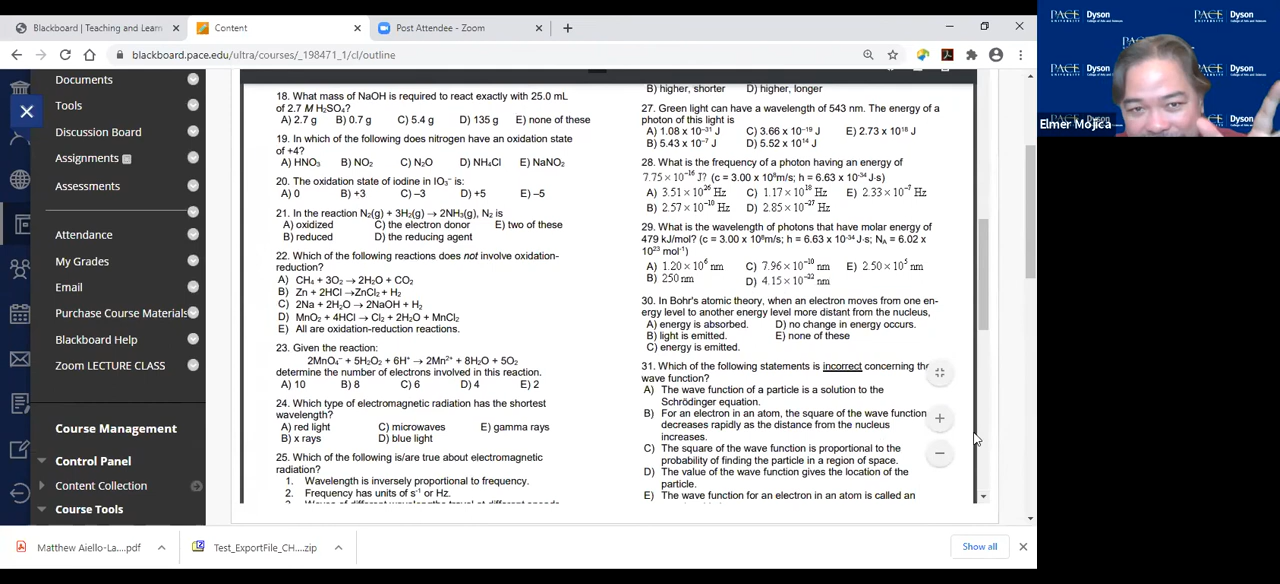 Blackboard | Teaching and Learn
Content
Post Attendee - Zoom
blackboard.pace.edu/ultra/courses/_198471_1/cl/outline
PACE Dyson
PACE Dyson
Dyson
Dyson
Elmer Mojica
Documents
Tools
Discussion Board
Assignments
Assessments
Attendance
My Grades
Email
Purchase Course Materials
Blackboard Help
Zoom LECTURE CLASS
Course Management
Control Panel
Content Collection
Course Tools
18. What mass of NaOH is required to react exactly with 25.0 mL
of 2.7 M H₂SO₄?
A) 2.7 g B) 0.7 g C) 5.4 g D) 135 g E) none of these
19. In which of the following does nitrogen have an oxidation state
of +4?
A) HNO₃ B) NO₂ C) N₂O D) NH₄Cl E) NaNO₂
20. The oxidation state of iodine in IO₃⁻ is:
A) 0 B) +3 C) –3 D) +5 E) –5
21. In the reaction N₂(g) + 3H₂(g) → 2NH₃(g), N₂ is
A) oxidized C) the electron donor E) two of these
B) reduced D) the reducing agent
22. Which of the following reactions does not involve oxidation-
reduction?
A) CH₄ + 3O₂ → 2H₂O + CO₂
B) Zn + 2HCl →ZnCl₂ + H₂
C) 2Na + 2H₂O → 2NaOH + H₂
D) MnO₂ + 4HCl → Cl₂ + 2H₂O + MnCl₂
E) All are oxidation-reduction reactions.
23. Given the reaction:
2MnO₄⁻ + 5H₂O₂ + 6H⁺ → 2Mn²⁺ + 8H₂O + 5O₂
determine the number of electrons involved in this reaction.
A) 10 B) 8 C) 6 D) 4 E) 2
24. Which type of electromagnetic radiation has the shortest
wavelength?
A) red light C) microwaves E) gamma rays
B) x rays D) blue light
25. Which of the following is/are true about electromagnetic
radiation?
1. Wavelength is inversely proportional to frequency.
2. Frequency has units of s⁻¹ or Hz.
B) higher, shorter D) higher, longer
27. Green light can have a wavelength of 543 nm. The energy of a
photon of this light is
A) 1.08 x 10⁻³¹ J C) 3.66 x 10⁻¹⁹ J E) 2.73 x 10¹⁸ J
B) 5.43 x 10⁻⁷ J D) 5.52 x 10¹⁴ J
28. What is the frequency of a photon having an energy of
7.75 × 10⁻¹⁶ J? (c = 3.00 x 10⁸m/s; h = 6.63 x 10⁻³⁴ J·s)
A) 3.51 × 10²⁶ Hz C) 1.17 × 10¹⁸ Hz E) 2.33 × 10⁻⁷ Hz
B) 2.57 × 10⁻¹⁰ Hz D) 2.85 × 10⁻²⁷ Hz
29. What is the wavelength of photons that have molar energy of
479 kJ/mol? (c = 3.00 x 10⁸m/s; h = 6.63 x 10⁻³⁴ J·s; N_A = 6.02 x
10²³ mol⁻¹)
A) 1.20 × 10⁶ nm C) 7.96 × 10⁻¹⁰ nm E) 2.50 × 10⁵ nm
B) 250 nm D) 4.15 × 10⁻²² nm
30. In Bohr's atomic theory, when an electron moves from one en-
ergy level to another energy level more distant from the nucleus,
A) energy is absorbed. D) no change in energy occurs.
B) light is emitted. E) none of these
C) energy is emitted.
31. Which of the following statements is incorrect concerning the
wave function?
A) The wave function of a particle is a solution to the
Schrödinger equation.
B) For an electron in an atom, the square of the wave function
decreases rapidly as the distance from the nucleus
increases.
C) The square of the wave function is proportional to the
probability of finding the particle in a region of space.
D) The value of the wave function gives the location of the
particle.
E) The wave function for an electron in an atom is called an
Matthew Aiello-La....pdf
Test_ExportFile_CH....zip
Show all